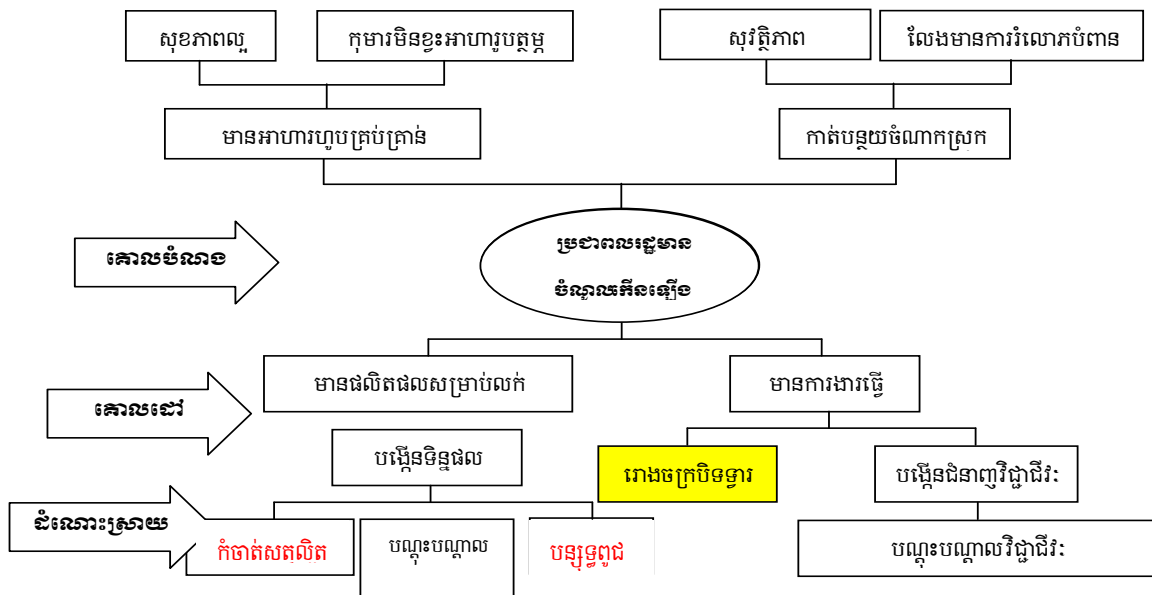 សុខភាពល្អ
កុមារមិនខ្វះអាហារូបត្ថម្ភ
សុវត្ថិភាព
លែងមានការរំលោភបំពាន
មានអាហារហូបគ្រប់គ្រាន់
កាត់បន្ថយចំណាកស្រុក
គោលបំណង
ប្រជាពលរដ្ឋមាន
ចំណូលកើនឡើង
មានផលិតផលសម្រាប់លក់
មានការងារធ្វើ
គោលដៅ
បង្កើនទិន្នផល
រោងចក្របិទទ្វារ
បង្កើនជំនាញវិជ្ជាជីវៈ
ដំណោះស្រាយ
កំចាត់សត្វល្អិត
បណ្តុះបណ្តាល
បន្សុទ្ធពូជ
បណ្តុះបណ្តាលវិជ្ជាជីវៈ